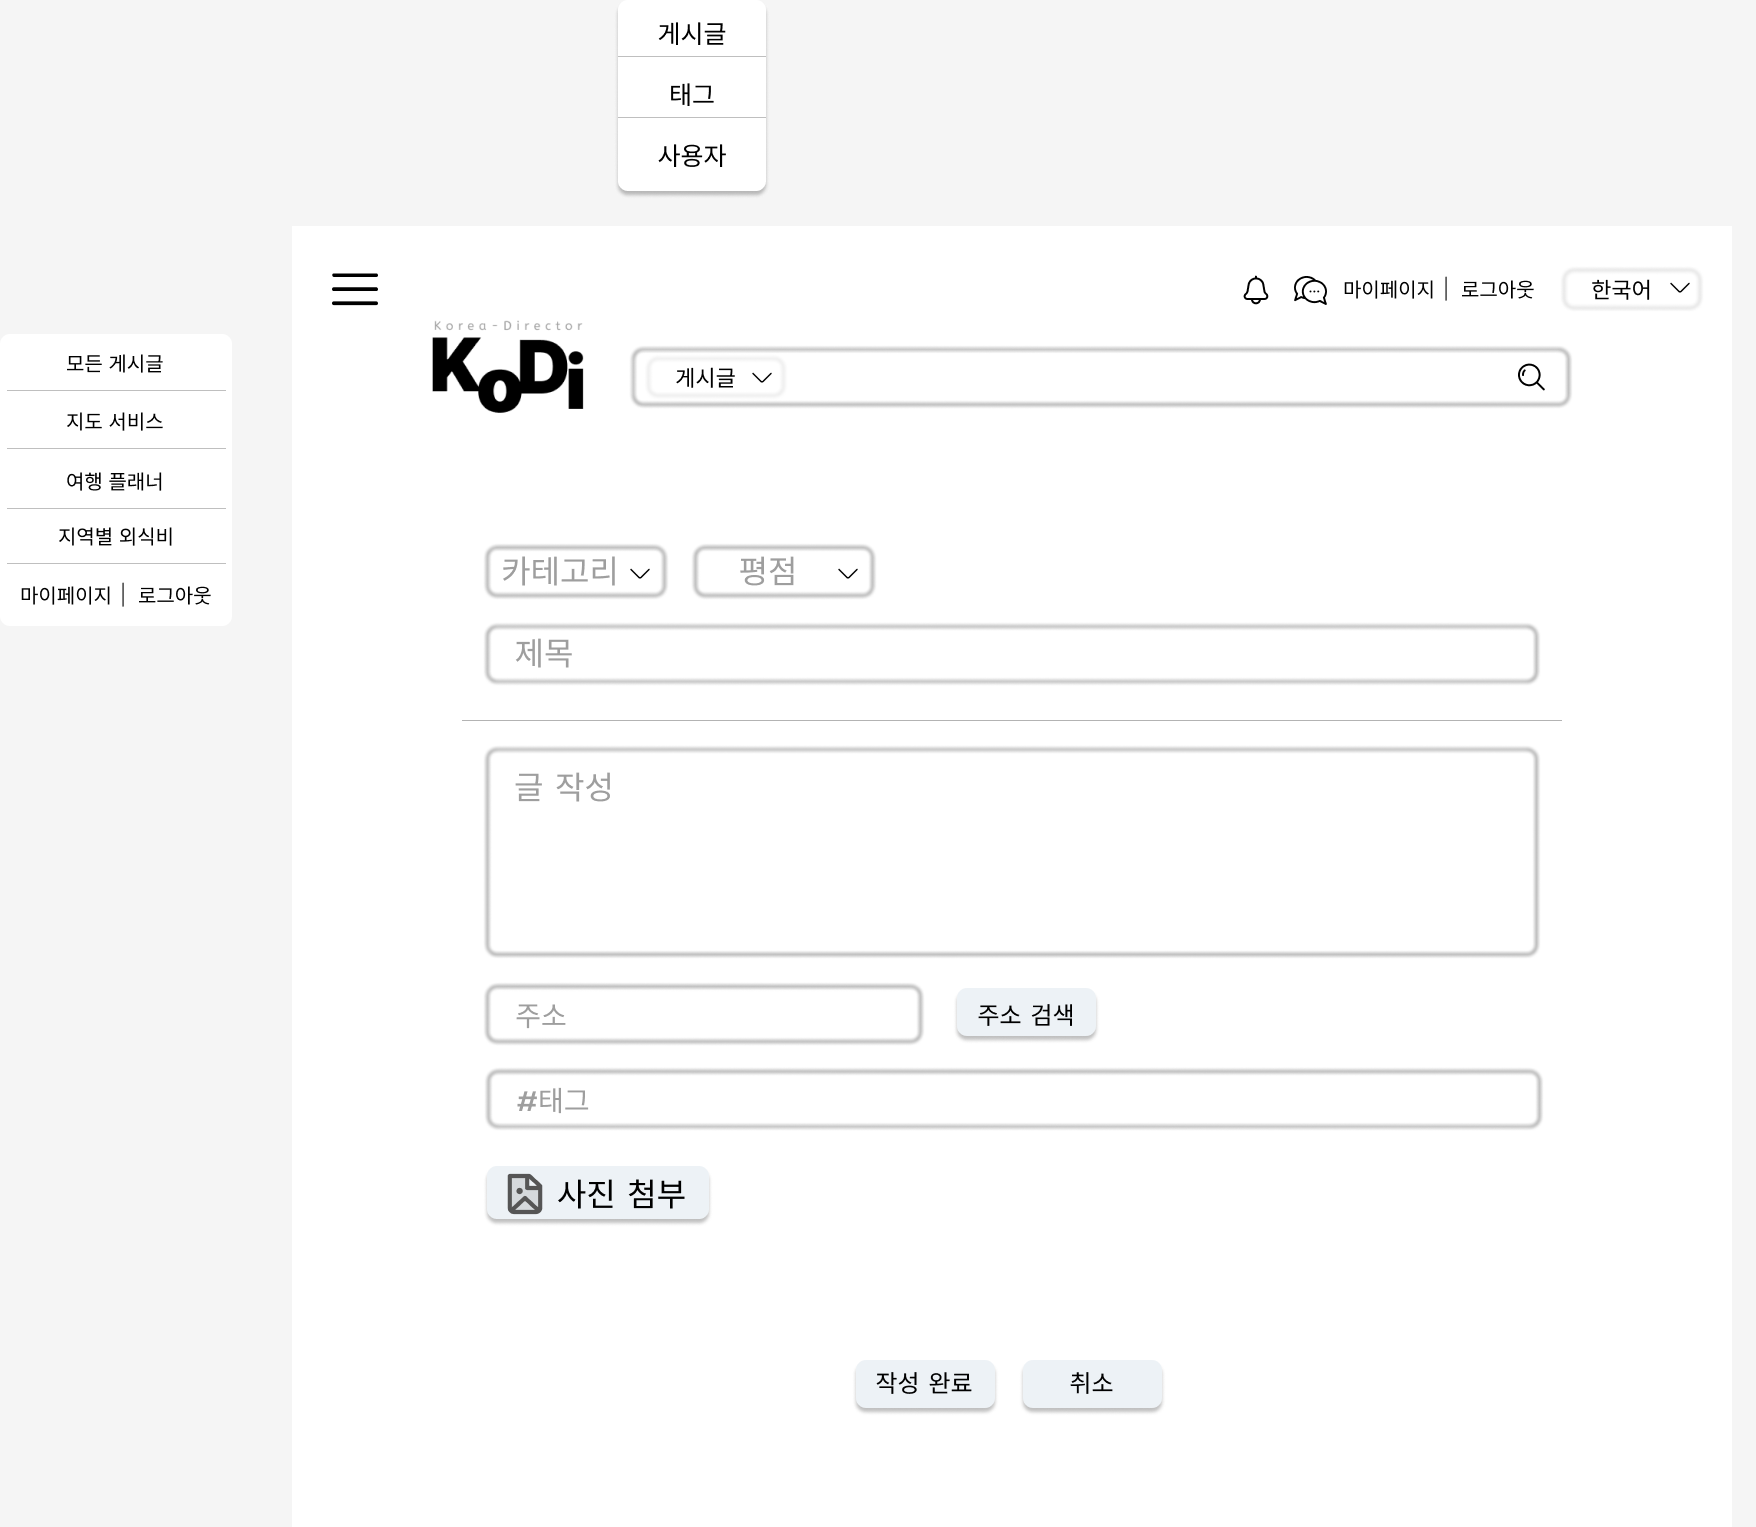 게시글
태그
사용자
마이페이지 | 로그아웃
한국어
Korea-Director
KoDi
게시글
모든 게시글
지도 서비스
여행 플래너
지역별 외식비
마이페이지 | 로그아웃
카테고리
평점
제목
글 작성
주소
주소 검색
#태그
사진 첨부
작성 완료
취소